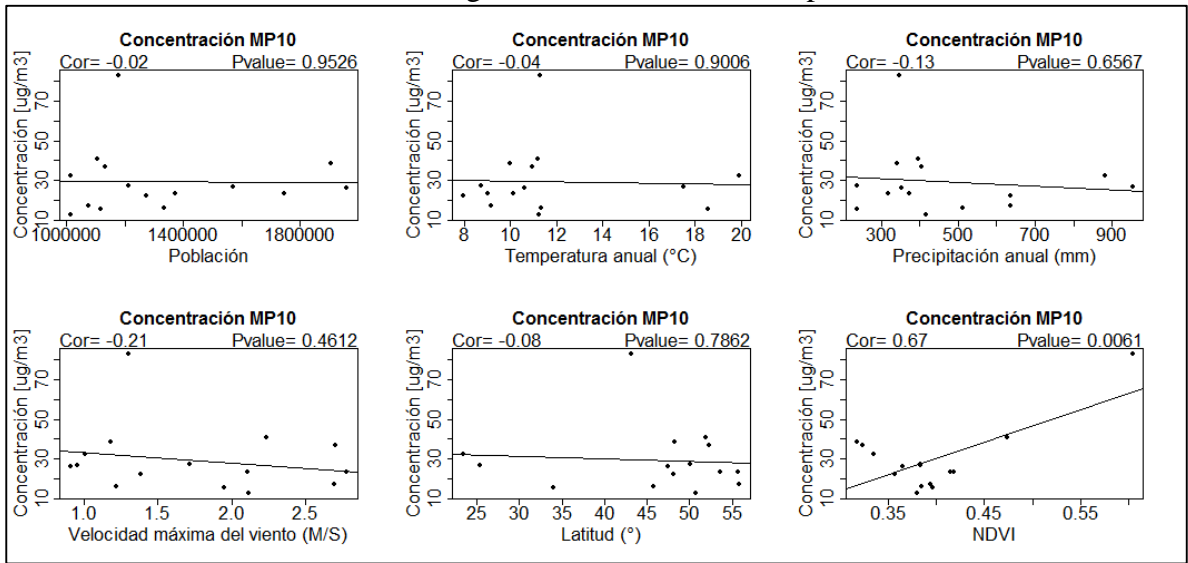 Concentración MP10
Cor= -0.02 Pvalue= 0.9526
Concentración [ug/m3]
10 30 50 70
1000000 1400000 1800000
Población
Concentración MP10
Cor= -0.04 Pvalue= 0.9006
Concentración [ug/m3]
10 30 50 70
8 10 12 14 16 18 20
Temperatura anual (°C)
Concentración MP10
Cor= -0.13 Pvalue= 0.6567
Concentración [ug/m3]
10 30 50 70
300 500 700 900
Precipitación anual (mm)
Concentración MP10
Cor= -0.21 Pvalue= 0.4612
Concentración [ug/m3]
10 30 50 70
1.0 1.5 2.0 2.5
Velocidad máxima del viento (M/S)
Concentración MP10
Cor= -0.08 Pvalue= 0.7862
Concentración [ug/m3]
10 30 50 70
25 30 35 40 45 50 55
Latitud (°)
Concentración MP10
Cor= 0.67 Pvalue= 0.0061
Concentración [ug/m3]
10 30 50 70
0.35 0.45 0.55
NDVI